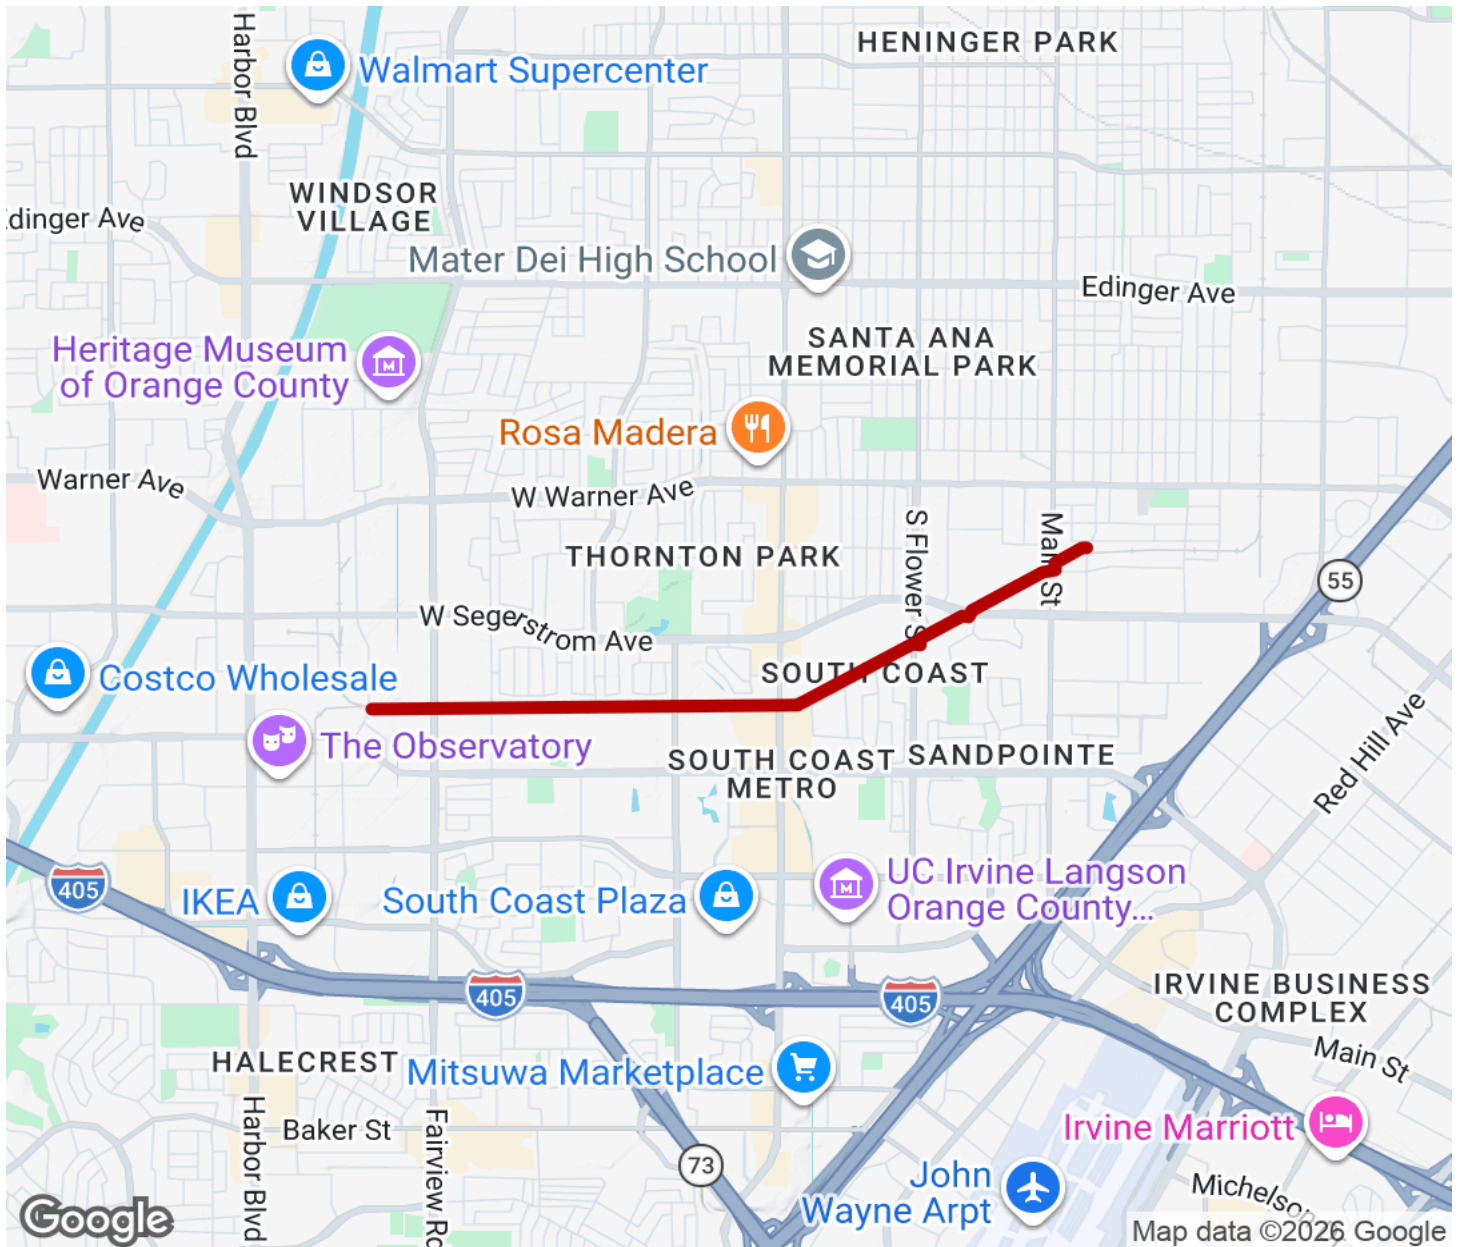 HENINGER PARK
Harbor Blvd
Walmart Supercenter
WINDSOR
VILLAGE
dinger Ave
Mater Dei High School
Edinger Ave
SANTA ANA
MEMORIAL PARK
Heritage Museum
of Orange County
M
Rosa Madera
Warner Ave
W Warner Ave
S Flower S
Main St
THORNTON PARK
55
W Segerstrom Ave
SOUTH COAST
Costco Wholesale
The Observatory
SOUTH COAST
METRO
SANDPOINTE
Red Hill Ave
405
IKEA
South Coast Plaza
M
UC Irvine Langson
Orange County...
405
405
IRVINE BUSINESS
COMPLEX
HALECREST
Mitsuwa Marketplace
Main St
Harbor Blvd
Baker St
Fairview Rd
Irvine Marriott
73
John
Wayne Arpt
Michelson
Google
Map data ©2026 Google